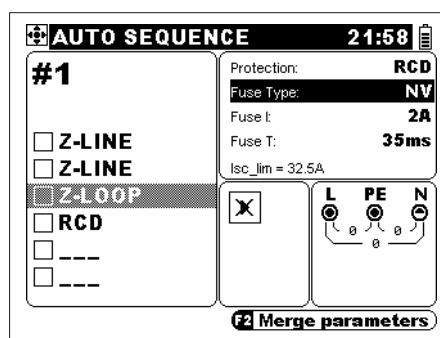 AUTO SEQUENCE 21:58
#1
Z-LINE
Z-LINE
Z-LOOP
RCD
___
___
Protection: RCD
Fuse Type: NV
Fuse I: 2A
Fuse T: 35ms
Isc_lim = 32.5A
L PE N
0 0
0
F2 Merge parameters